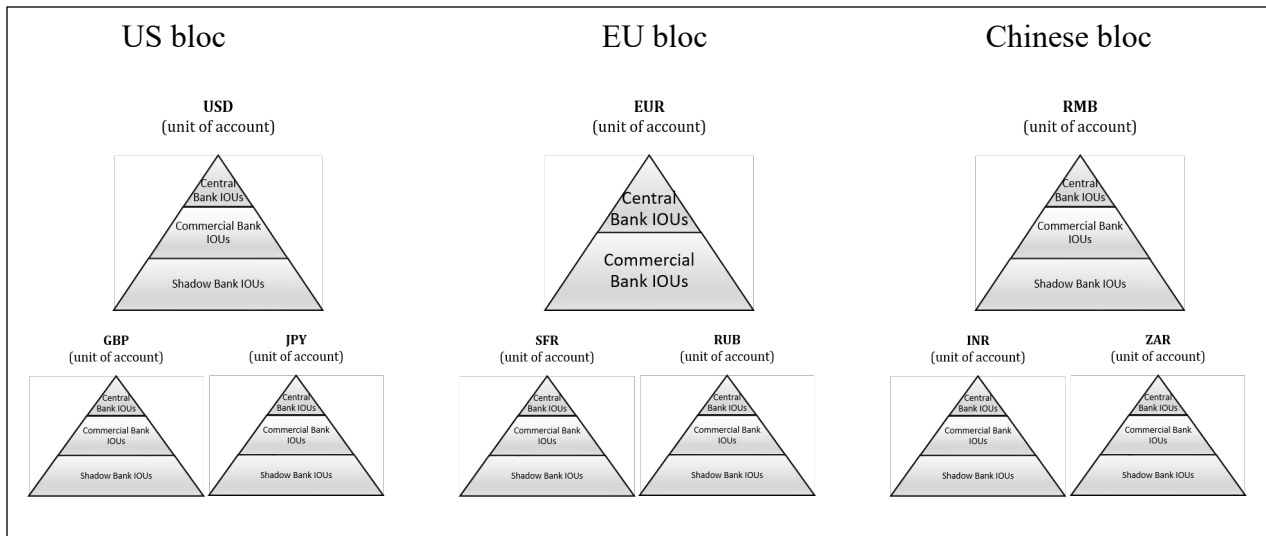 US bloc
EU bloc
Chinese bloc
USD
(unit of account)
Central
Bank IOUs
Commercial Bank
IOUs
Shadow Bank IOUs
EUR
(unit of account)
Central
Bank IOUs
Commercial
Bank IOUs
RMB
(unit of account)
Central
Bank IOUs
Commercial Bank
IOUs
Shadow Bank IOUs
GBP
(unit of account)
Central
Bank IOUs
Commercial Bank
IOUs
Shadow Bank IOUs
JPY
(unit of account)
Central
Bank IOUs
Commercial Bank
IOUs
Shadow Bank IOUs
SFR
(unit of account)
Central
Bank IOUs
Commercial Bank
IOUs
Shadow Bank IOUs
RUB
(unit of account)
Central
Bank IOUs
Commercial Bank
IOUs
Shadow Bank IOUs
INR
(unit of account)
Central
Bank IOUs
Commercial Bank
IOUs
Shadow Bank IOUs
ZAR
(unit of account)
Central
Bank IOUs
Commercial Bank
IOUs
Shadow Bank IOUs